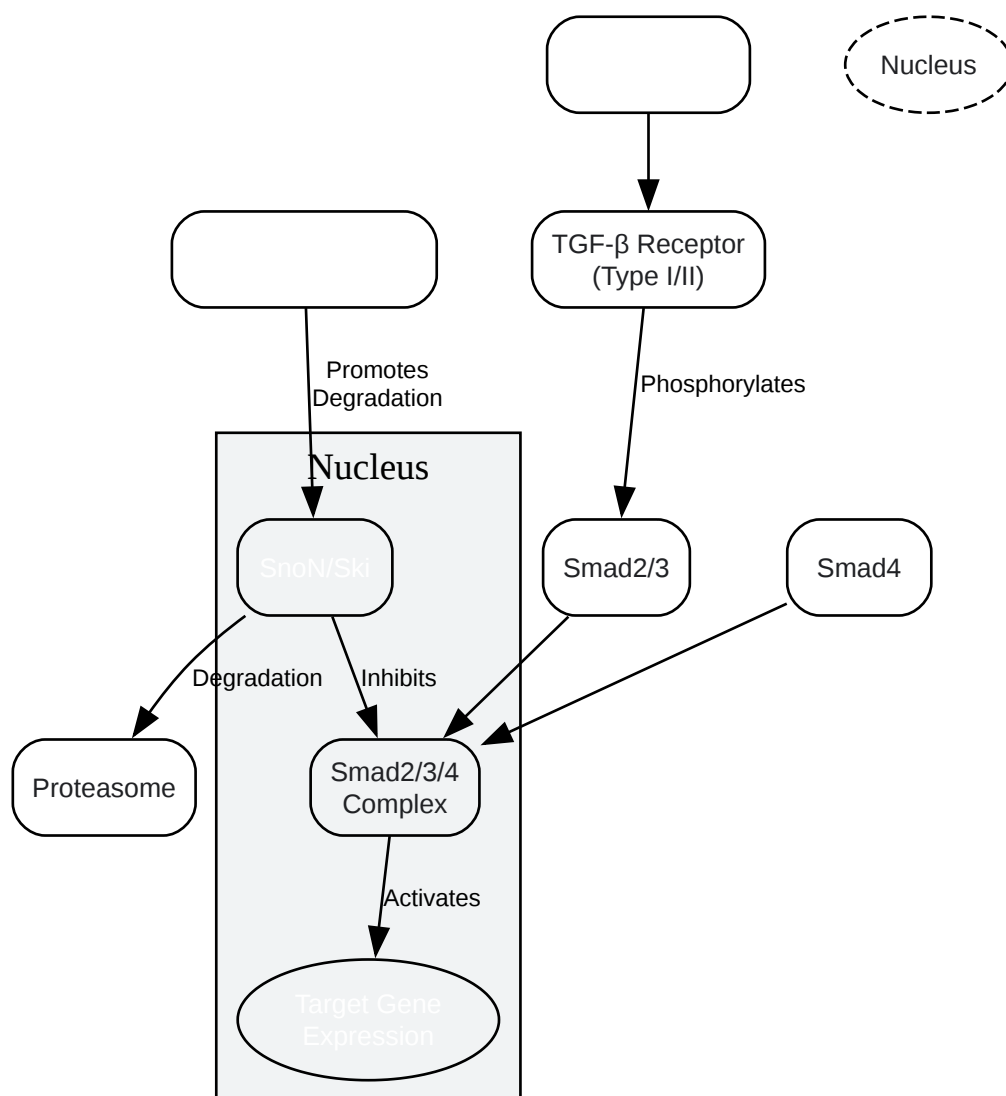 Nucleus
TGF-β Receptor
(Type I/II)
Promotes
Degradation
Phosphorylates
Nucleus
SnoN/Ski
Smad2/3
Smad4
Degradation
Inhibits
Proteasome
Smad2/3/4
Complex
Activates
Target Gene
Expression